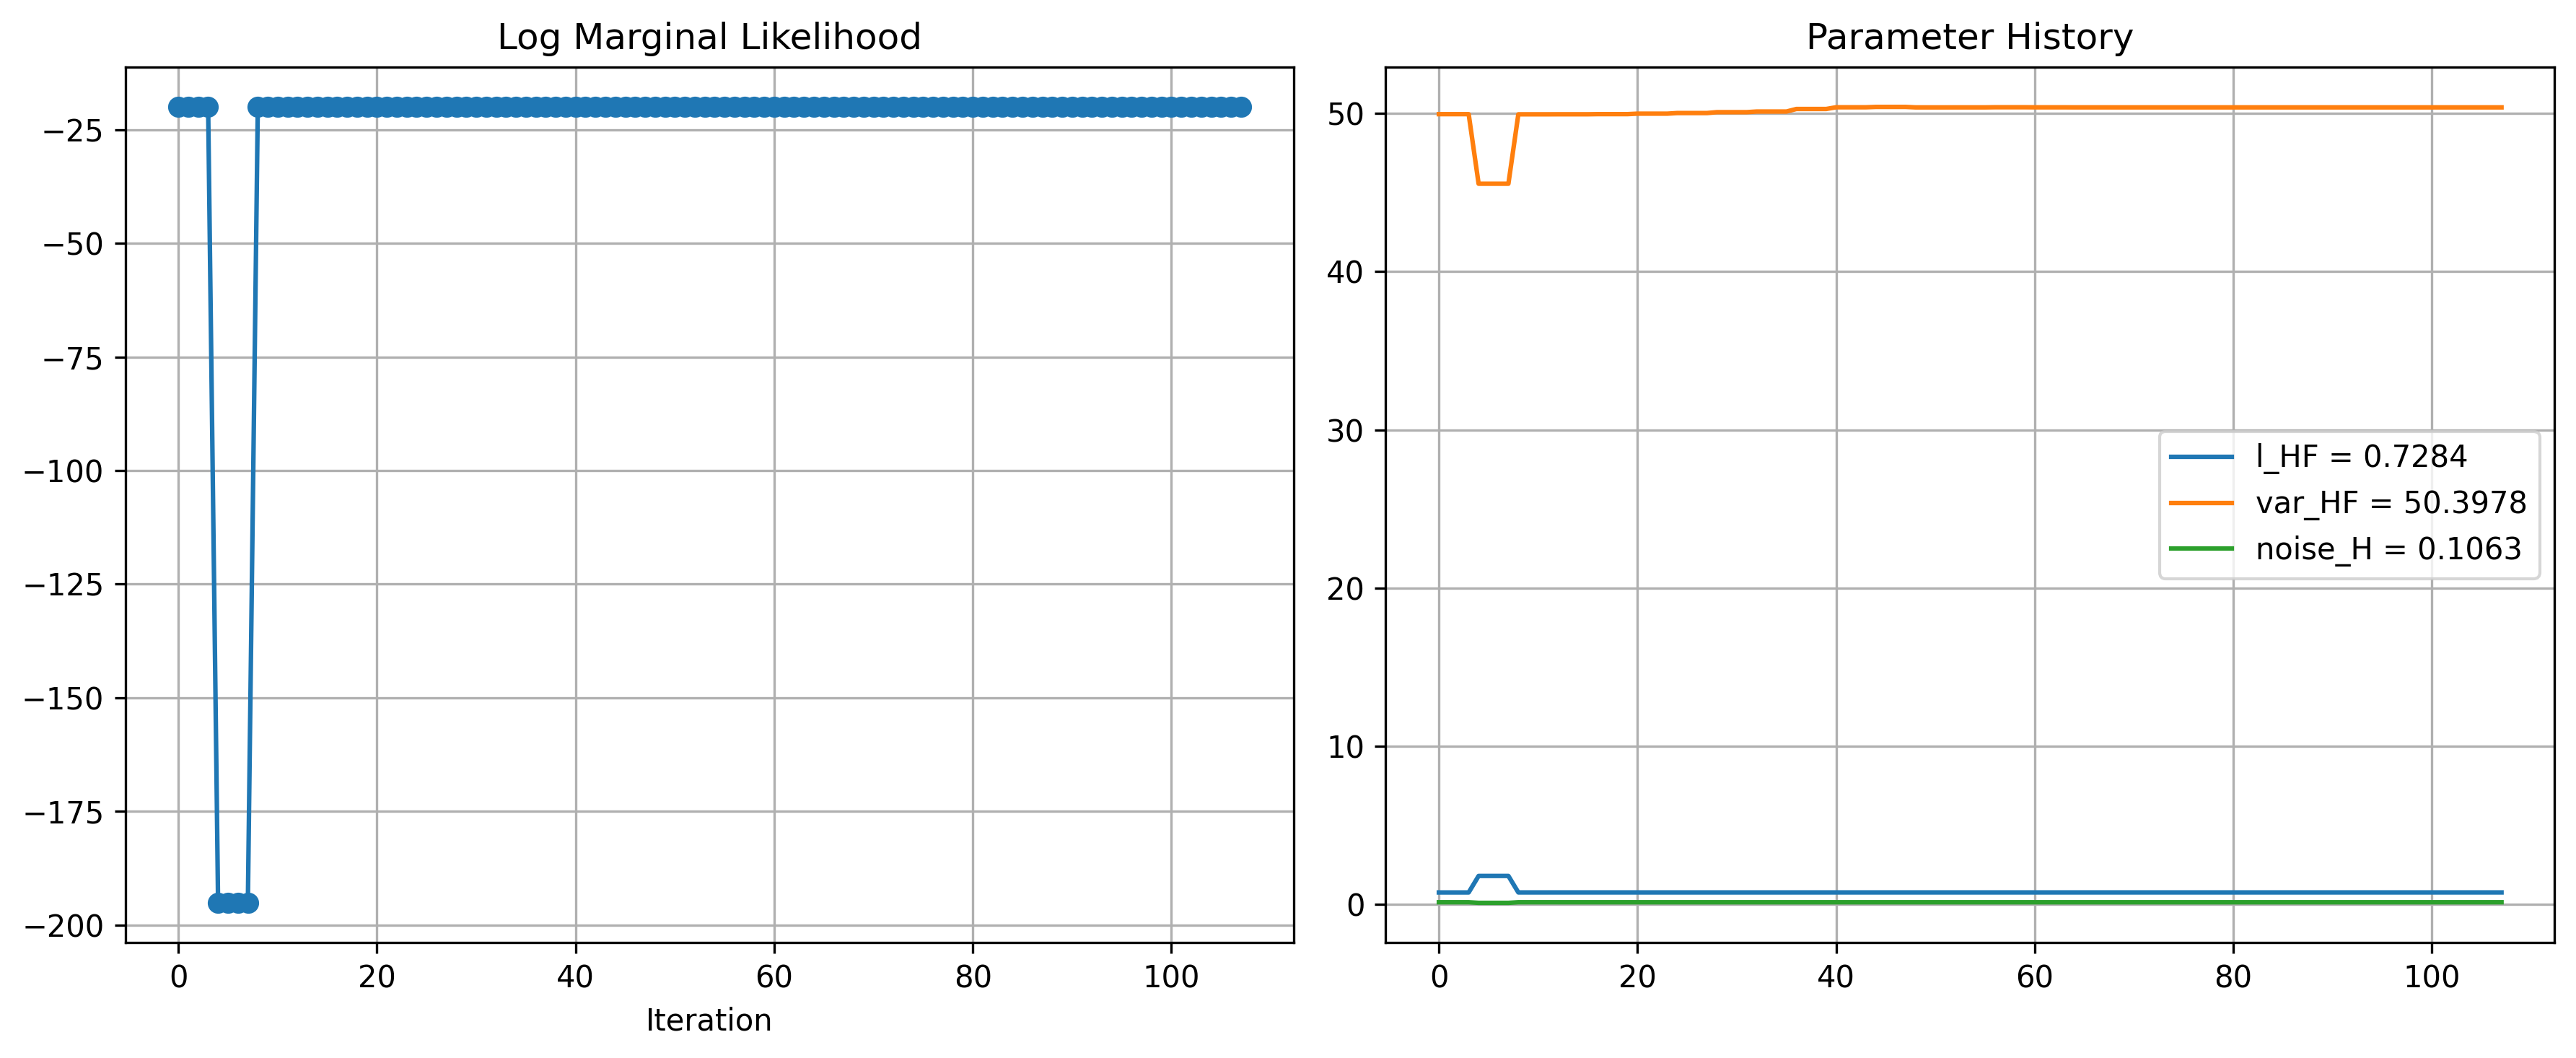 Log Marginal Likelihood
−25
−50
−75
−100
−125
−150
−175
−200
0 20 40 60 80 100
Iteration
Parameter History
50
40
30
20
10
0
0 20 40 60 80 100
l_HF = 0.7284
var_HF = 50.3978
noise_H = 0.1063